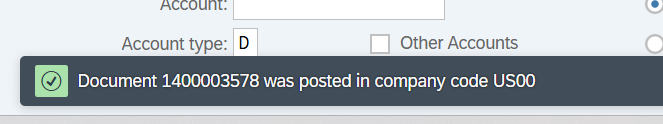 Account:
Account type: D Other Accounts
Document 1400003578 was posted in company code US00